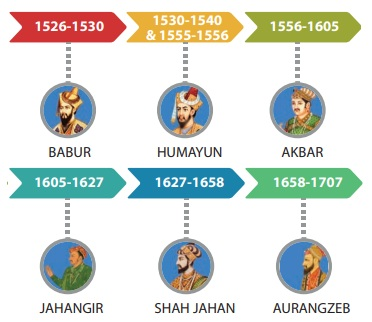 1526-1530
1530-1540
& 1555-1556
1556-1605
BABUR
HUMAYUN
AKBAR
1605-1627
1627-1658
1658-1707
JAHANGIR
SHAH JAHAN
AURANGZEB